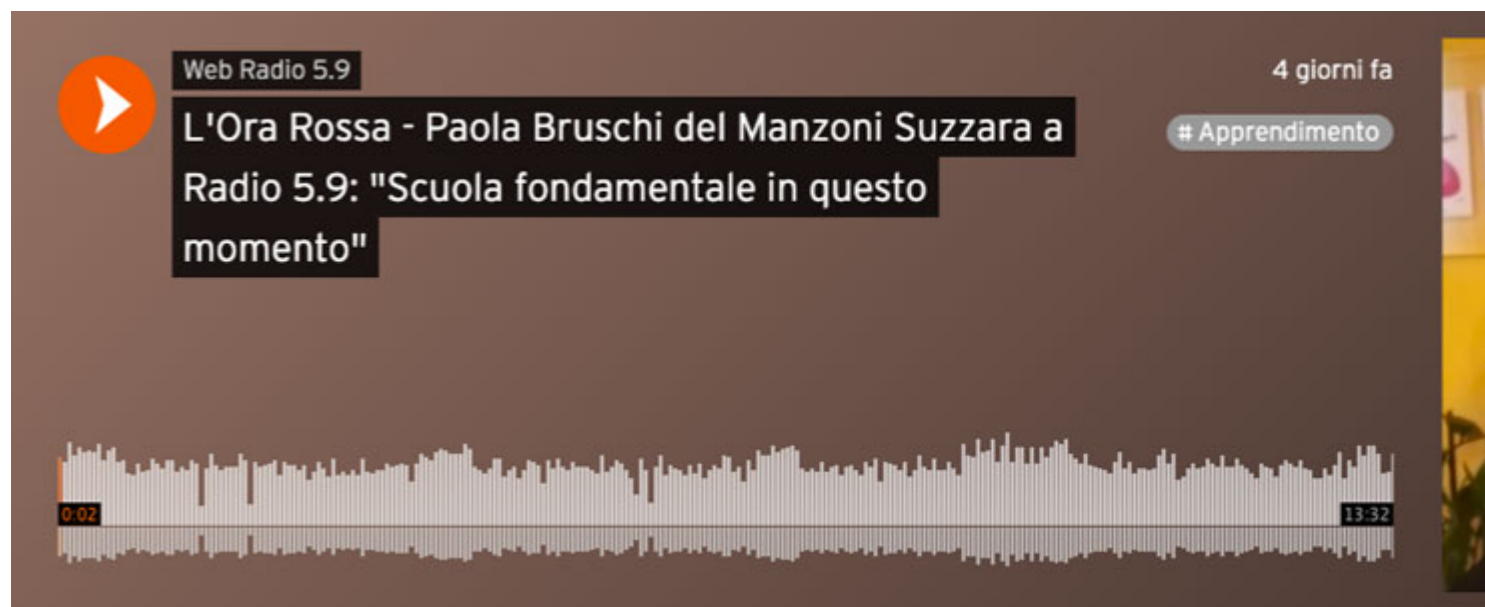 Web Radio 5.9
4 giorni fa
L'Ora Rossa - Paola Bruschi del Manzoni Suzzara a
# Apprendimento
Radio 5.9: "Scuola fondamentale in questo
momento"
0:02
13:32